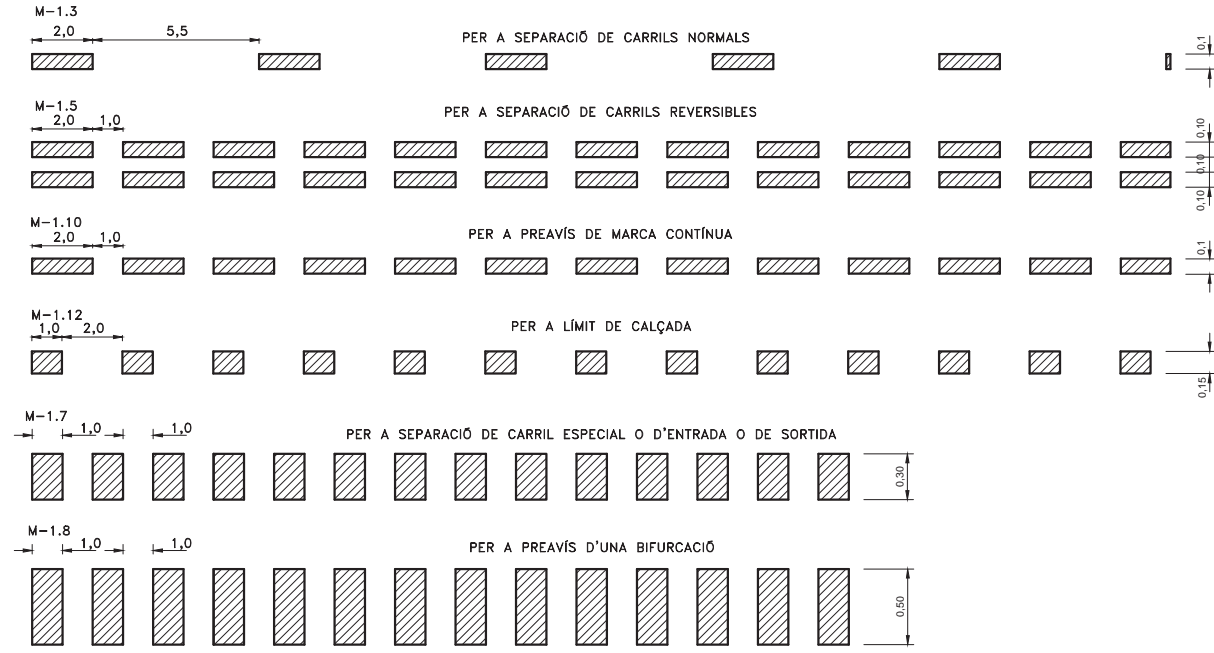 M-1.3
2,0 5,5
PER A SEPARACIÓ DE CARRILS NORMALS
0,1
M-1.5
2,0 1,0
PER A SEPARACIÓ DE CARRILS REVERSIBLES
0,10
0,10
0,10
M-1.10
2,0 1,0
PER A PREAVÍS DE MARCA CONTÍNUA
0,1
M-1.12
1,0 2,0
PER A LÍMIT DE CALÇADA
0,15
M-1.7
1,0 1,0
PER A SEPARACIÓ DE CARRIL ESPECIAL O D'ENTRADA O DE SORTIDA
0,30
M-1.8
1,0 1,0
PER A PREAVÍS D'UNA BIFURCACIÓ
0,50